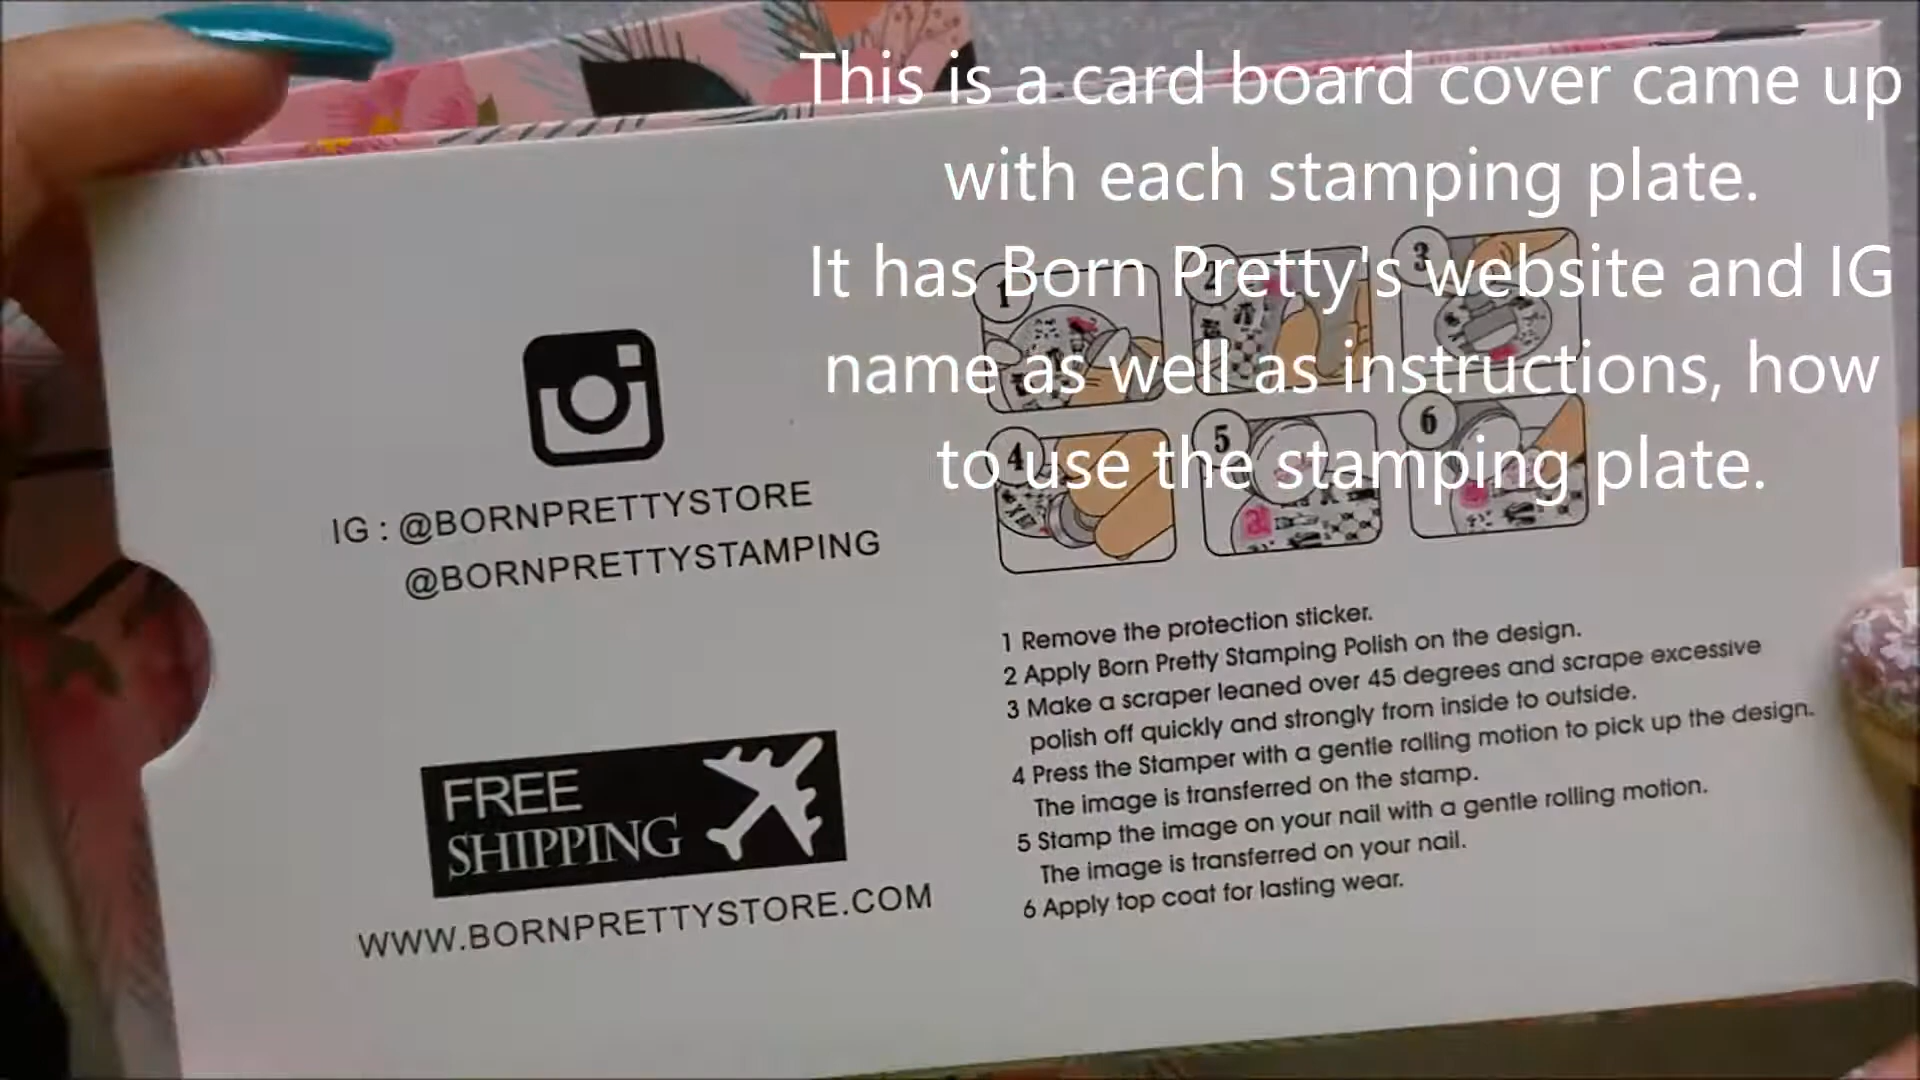 This is a card board cover came up
with each stamping plate.
It has Born Pretty's website and IG
name as well as instructions, how
to use the stamping plate.
IG : @BORNPRETTYSTORE
@BORNPRETTYSTAMPING
FREE
SHIPPING
WWW.BORNPRETTYSTORE.COM
1
2
3
4
5
6
1 Remove the protection sticker.
2 Apply Born Pretty Stamping Polish on the design.
3 Make a scraper leaned over 45 degrees and scrape excessive
polish off quickly and strongly from inside to outside.
4 Press the Stamper with a gentle rolling motion to pick up the design.
The image is transferred on the stamp.
5 Stamp the image on your nail with a gentle rolling motion.
The image is transferred on your nail.
6 Apply top coat for lasting wear.